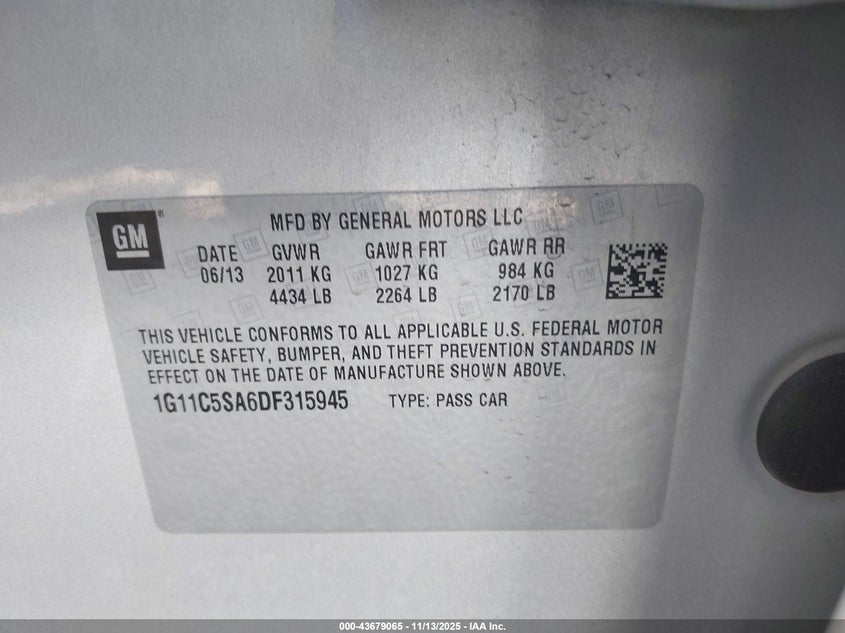 GM
®
MFD BY GENERAL MOTORS LLC
DATE GVWR GAWR FRT GAWR RR
06/13 2011 KG 1027 KG 984 KG
4434 LB 2264 LB 2170 LB
THIS VEHICLE CONFORMS TO ALL APPLICABLE U.S. FEDERAL MOTOR
VEHICLE SAFETY, BUMPER, AND THEFT PREVENTION STANDARDS IN
EFFECT ON THE DATE OF MANUFACTURE SHOWN ABOVE.
1G11C5SA6DF315945 TYPE: PASS CAR
000-43679065 - 11/13/2025 - IAA Inc.